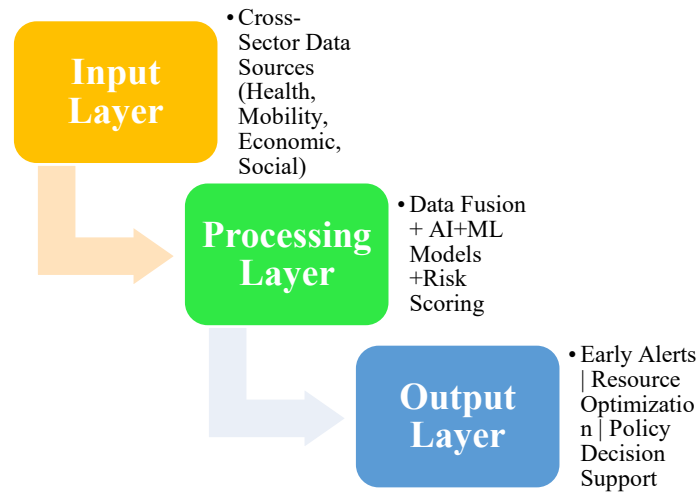 Input
Layer
• Cross-
Sector Data
Sources
(Health,
Mobility,
Economic,
Social)
Processing
Layer
• Data Fusion
+ AI+ML
Models
+Risk
Scoring
Output
Layer
• Early Alerts
| Resource
Optimizatio
n | Policy
Decision
Support